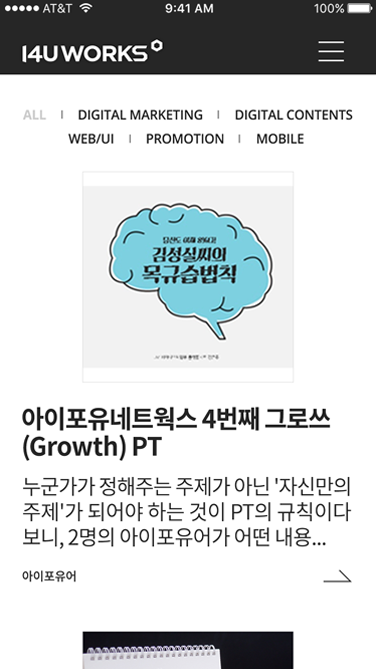 AT&T 9:41 AM 100%
I4U WORKS
ALL | DIGITAL MARKETING | DIGITAL CONTENTS
WEB/UI | PROMOTION | MOBILE
김성실씨의
목규습법칙
아이포유네트웍스 4번째 그로쓰
(Growth) PT
누군가가 정해주는 주제가 아닌 '자신만의
주제'가 되어야 하는 것이 PT의 규칙이다
보니, 2명의 아이포유어가 어떤 내용...
아이포유어